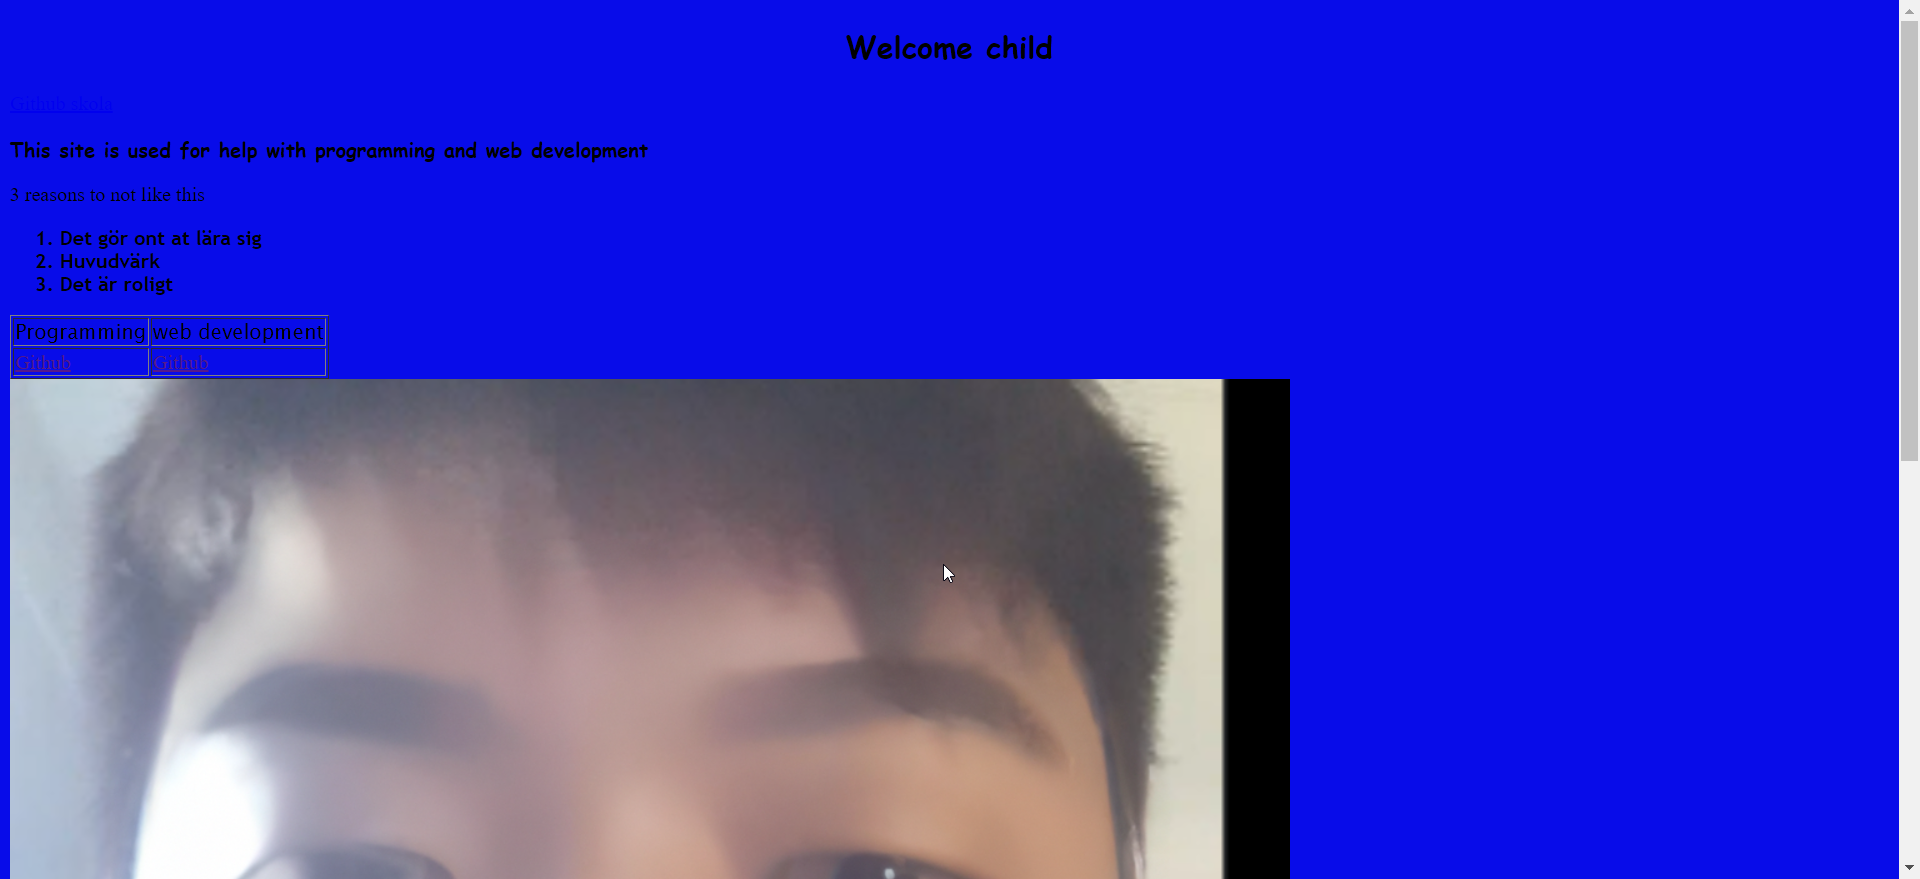 Welcome child
Github skola
This site is used for help with programming and web development
3 reasons to not like this
1. Det gör ont at lära sig
2. Huvudvärk
3. Det är roligt
Programming web development
Github Github